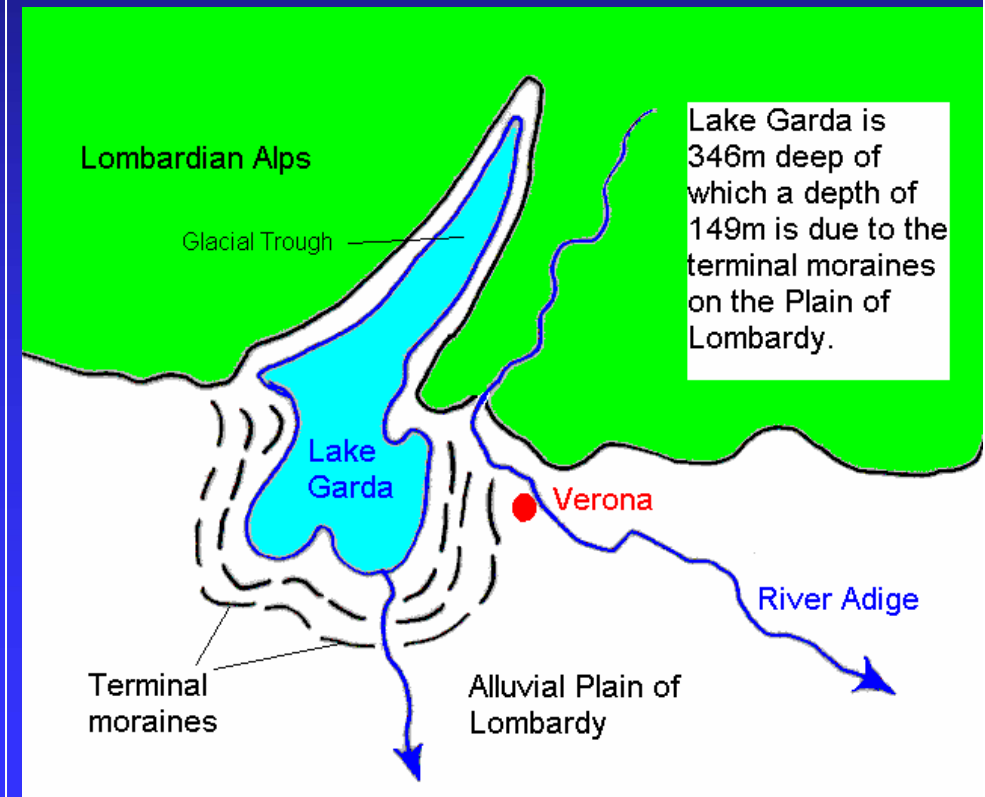 Lombardian Alps
Glacial Trough
Lake Garda is
346m deep of
which a depth of
149m is due to the
terminal moraines
on the Plain of
Lombardy.
Lake
Garda
Verona
River Adige
Terminal
moraines
Alluvial Plain of
Lombardy